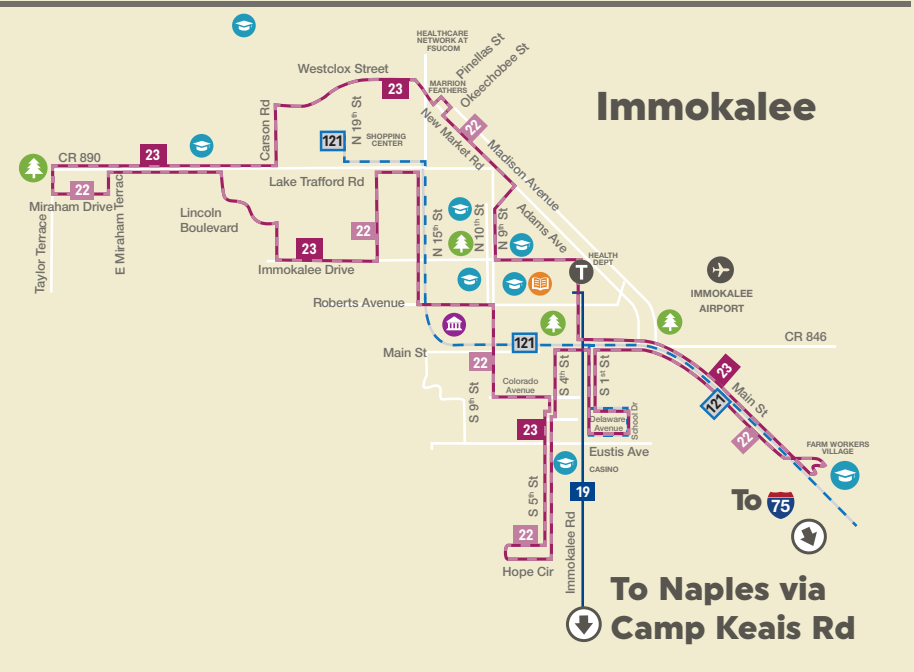 HEALTHCARE
NETWORK AT
FSUCOM
Pinellas St
Okeechobee St
Westclox Street
MARRION
FEATHERS
23
Immokalee
22
New Market Rd
Madison Avenue
Carson Rd
N 19th St
121
SHOPPING
CENTER
CR 890
23
Lake Trafford Rd
22
Miraham Drive
E Miraham Terrac
Taylor Terrace
Lincoln
Boulevard
22
23
Immokalee Drive
N 15th St
N 10th St
N 9th St
Adams Ave
HEALTH
DEPT
T
IMMOKALEE
AIRPORT
Roberts Avenue
CR 846
121
Main St
22
S 9th St
Colorado
Avenue
S 4th St
S 1st St
23
121
22
Main St
Delaware
Avenue
School Dr
23
Eustis Ave
CASINO
FARM WORKERS
VILLAGE
S 5th St
19
To 75
22
Hope Cir
Immokalee Rd
To Naples via
Camp Keais Rd